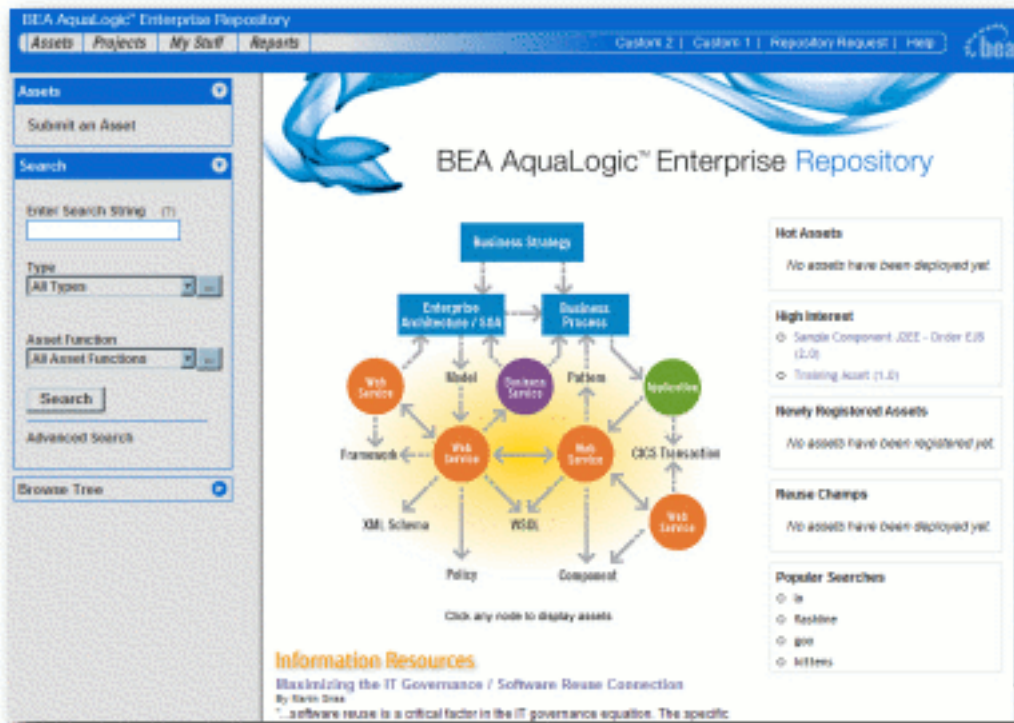 BEA AquaLogic™ Enterprise Repository
Assets Projects My Stuff Reports
Custom 2 | Custom 1 | Repository Request | Help
bea
Assets
Submit an Asset
Search
Enter Search String (?)
Type
All Types
...
Asset Function
All Asset Functions
...
Search
Advanced Search
Browse Tree
BEA AquaLogic™ Enterprise Repository
Business Strategy
Enterprise
Architecture / SOA
Business
Process
Web
Service
Model
Business
Service
Pattern
Application
Framework
Web
Service
Web
Service
CICS Transaction
XML Schema
WSDL
Web
Service
Policy
Component
Click any node to display assets
Hot Assets
No assets have been deployed yet
High Interest
Sample Component J2EE - Order EJB
(2.0)
Training Asset (1.0)
Newly Registered Assets
No assets have been registered yet
Reuse Champs
No assets have been deployed yet
Popular Searches
flashline
goo
kittens
Information Resources
Maximizing the IT Governance / Software Reuse Connection
By Martin
"...software reuse is a critical factor in the IT governance equation. The specific